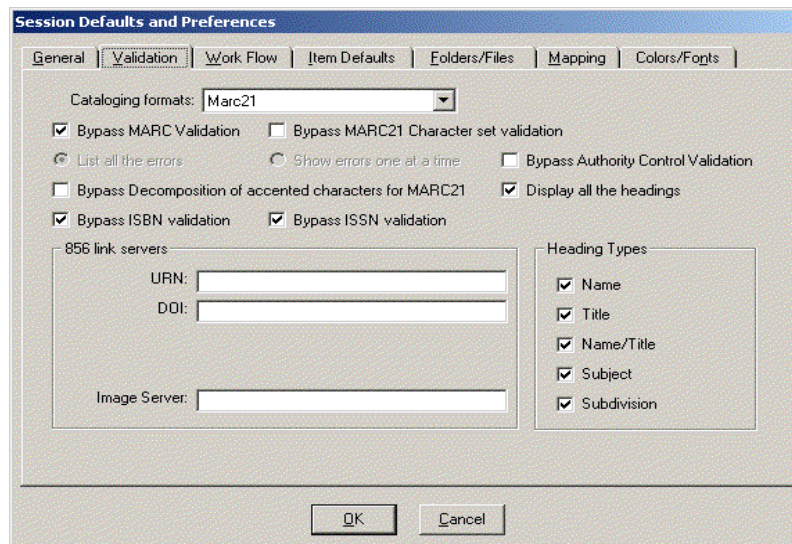 Session Defaults and Preferences
General Validation Work Flow Item Defaults Folders/Files Mapping Colors/Fonts
Cataloging formats: Marc21
Bypass MARC Validation Bypass MARC21 Character set validation
List all the errors Show errors one at a time Bypass Authority Control Validation
Bypass Decomposition of accented characters for MARC21 Display all the headings
Bypass ISBN validation Bypass ISSN validation
856 link servers Heading Types
URN: Name
DOI: Title
Name/Title
Subject
Image Server: Subdivision
OK Cancel